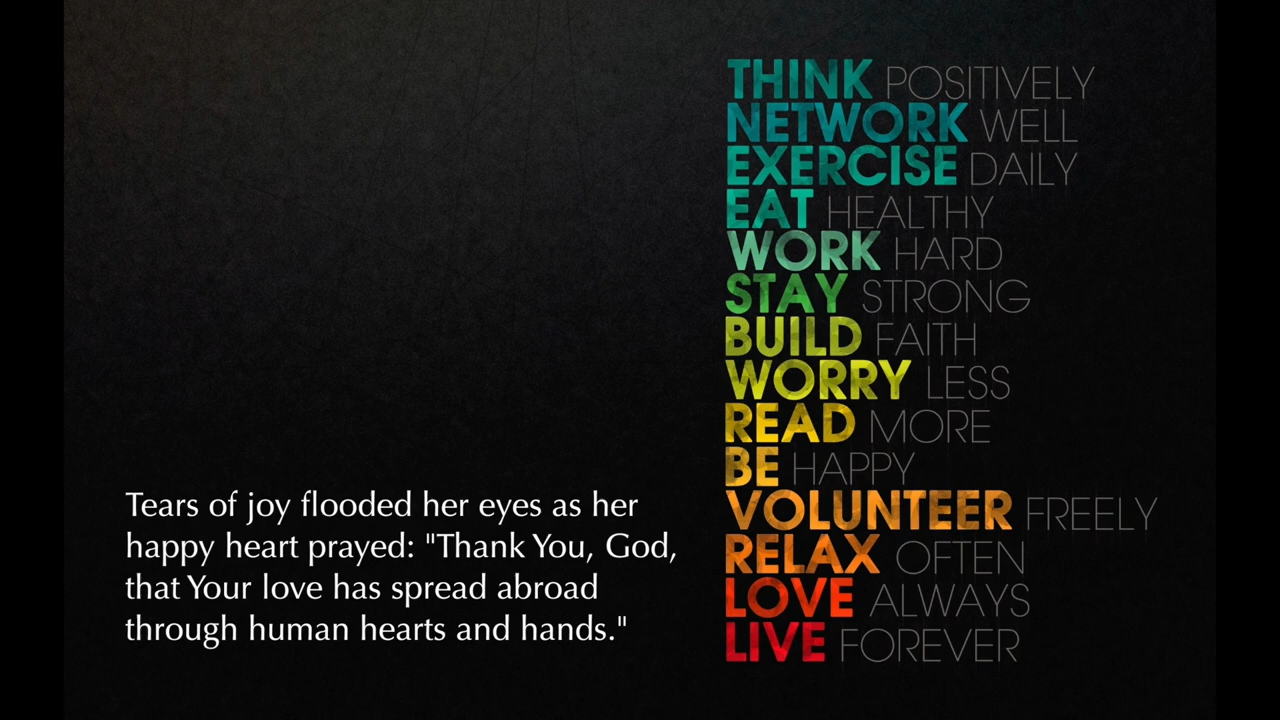 THINK POSITIVELY
NETWORK WELL
EXERCISE DAILY
EAT HEALTHY
WORK HARD
STAY STRONG
BUILD FAITH
WORRY LESS
READ MORE
BE HAPPY
VOLUNTEER FREELY
RELAX OFTEN
LOVE ALWAYS
LIVE FOREVER
Tears of joy flooded her eyes as her
happy heart prayed: "Thank You, God,
that Your love has spread abroad
through human hearts and hands."